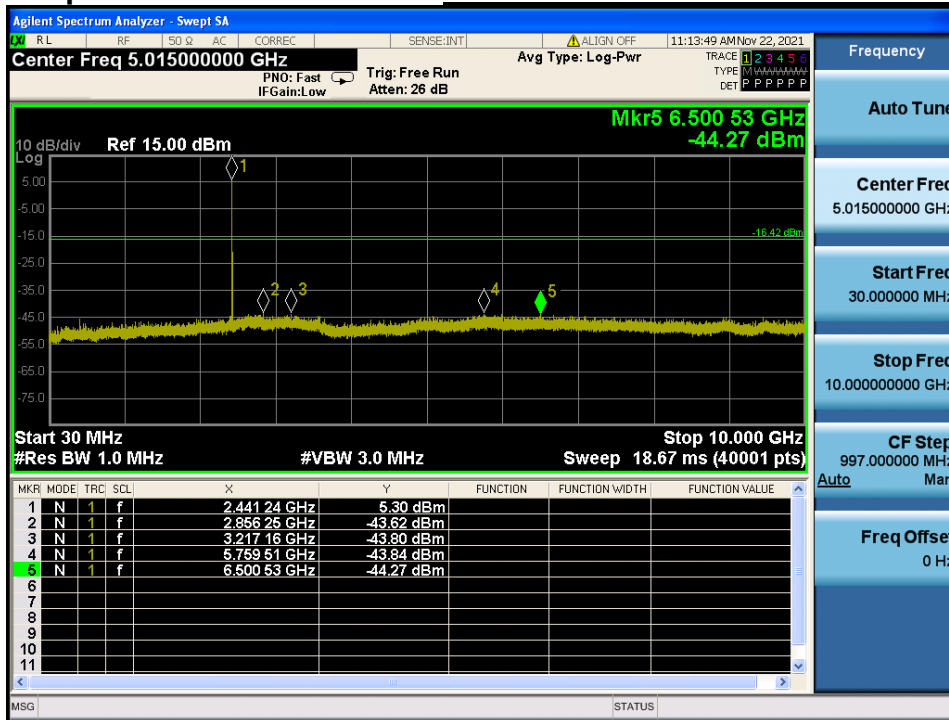 Agilent Spectrum Analyzer - Swept SA
LXI RL RF 50 Ω AC CORREC SENSE:INT ALIGN OFF 11:13:49 AM Nov 22, 2021
Center Freq 5.015000000 GHz
PNO: Fast
IFGain:Low
Trig: Free Run
Atten: 26 dB
Avg Type: Log-Pwr
TRACE 1 2 3 4 5 6
TYPE M
DET P P P P P P
Mkr5 6.500 53 GHz
-44.27 dBm
10 dB/div Ref 15.00 dBm
Log
5.00
-5.00
-15.0
-25.0
-35.0
-45.0
-55.0
-65.0
-75.0
1
2
3
4
5
-16.42 dBm
Start 30 MHz
Stop 10.000 GHz
#Res BW 1.0 MHz #VBW 3.0 MHz Sweep 18.67 ms (40001 pts)
MKR MODE TRC SCL X Y FUNCTION FUNCTION WIDTH FUNCTION VALUE
1 N 1 f 2.441 24 GHz 5.30 dBm
2 N 1 f 2.856 25 GHz -43.62 dBm
3 N 1 f 3.217 16 GHz -43.80 dBm
4 N 1 f 5.759 51 GHz -43.84 dBm
5 N 1 f 6.500 53 GHz -44.27 dBm
6
7
8
9
10
11
MSG STATUS
Frequency
Auto Tune
Center Freq
5.015000000 GHz
Start Freq
30.000000 MHz
Stop Freq
10.000000000 GHz
CF Step
997.000000 MHz
Auto Man
Freq Offset
0 Hz